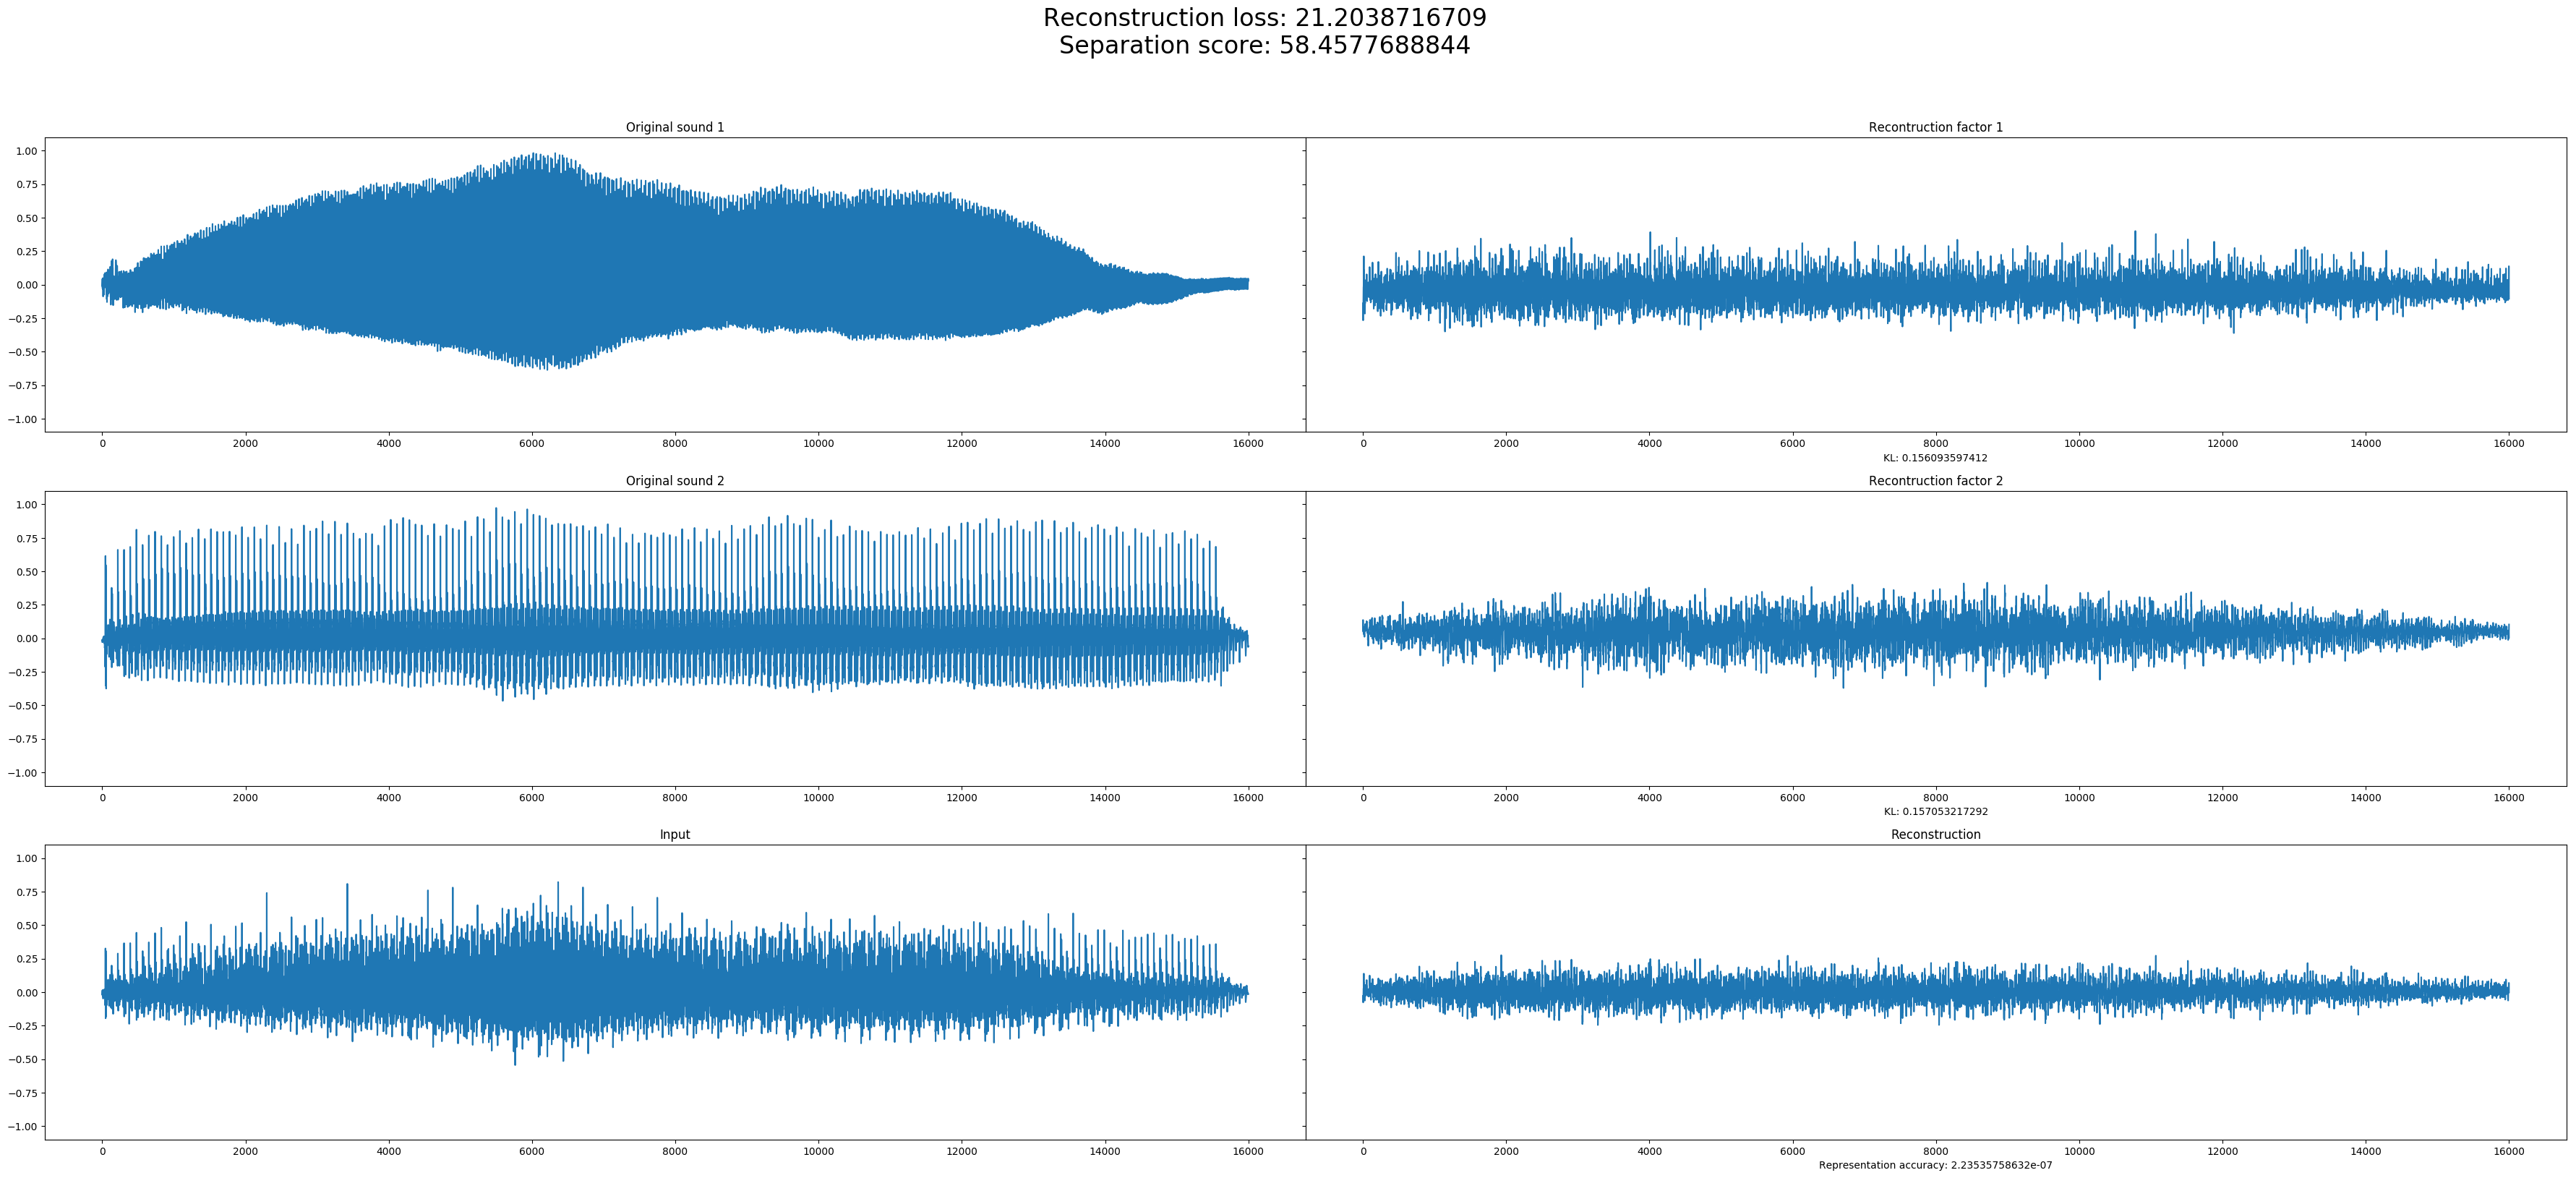 Reconstruction loss: 21.2038716709
Separation score: 58.4577688844
Original sound 1
1.00
0.75
0.50
0.25
0.00
−0.25
−0.50
−0.75
−1.00
0 2000 4000 6000 8000 10000 12000 14000 16000
Recontruction factor 1
0 2000 4000 6000 8000 10000 12000 14000 16000
KL: 0.156093597412
Original sound 2
1.00
0.75
0.50
0.25
0.00
−0.25
−0.50
−0.75
−1.00
0 2000 4000 6000 8000 10000 12000 14000 16000
Recontruction factor 2
0 2000 4000 6000 8000 10000 12000 14000 16000
KL: 0.157053217292
Input
1.00
0.75
0.50
0.25
0.00
−0.25
−0.50
−0.75
−1.00
0 2000 4000 6000 8000 10000 12000 14000 16000
Reconstruction
0 2000 4000 6000 8000 10000 12000 14000 16000
Representation accuracy: 2.23535758632e-07